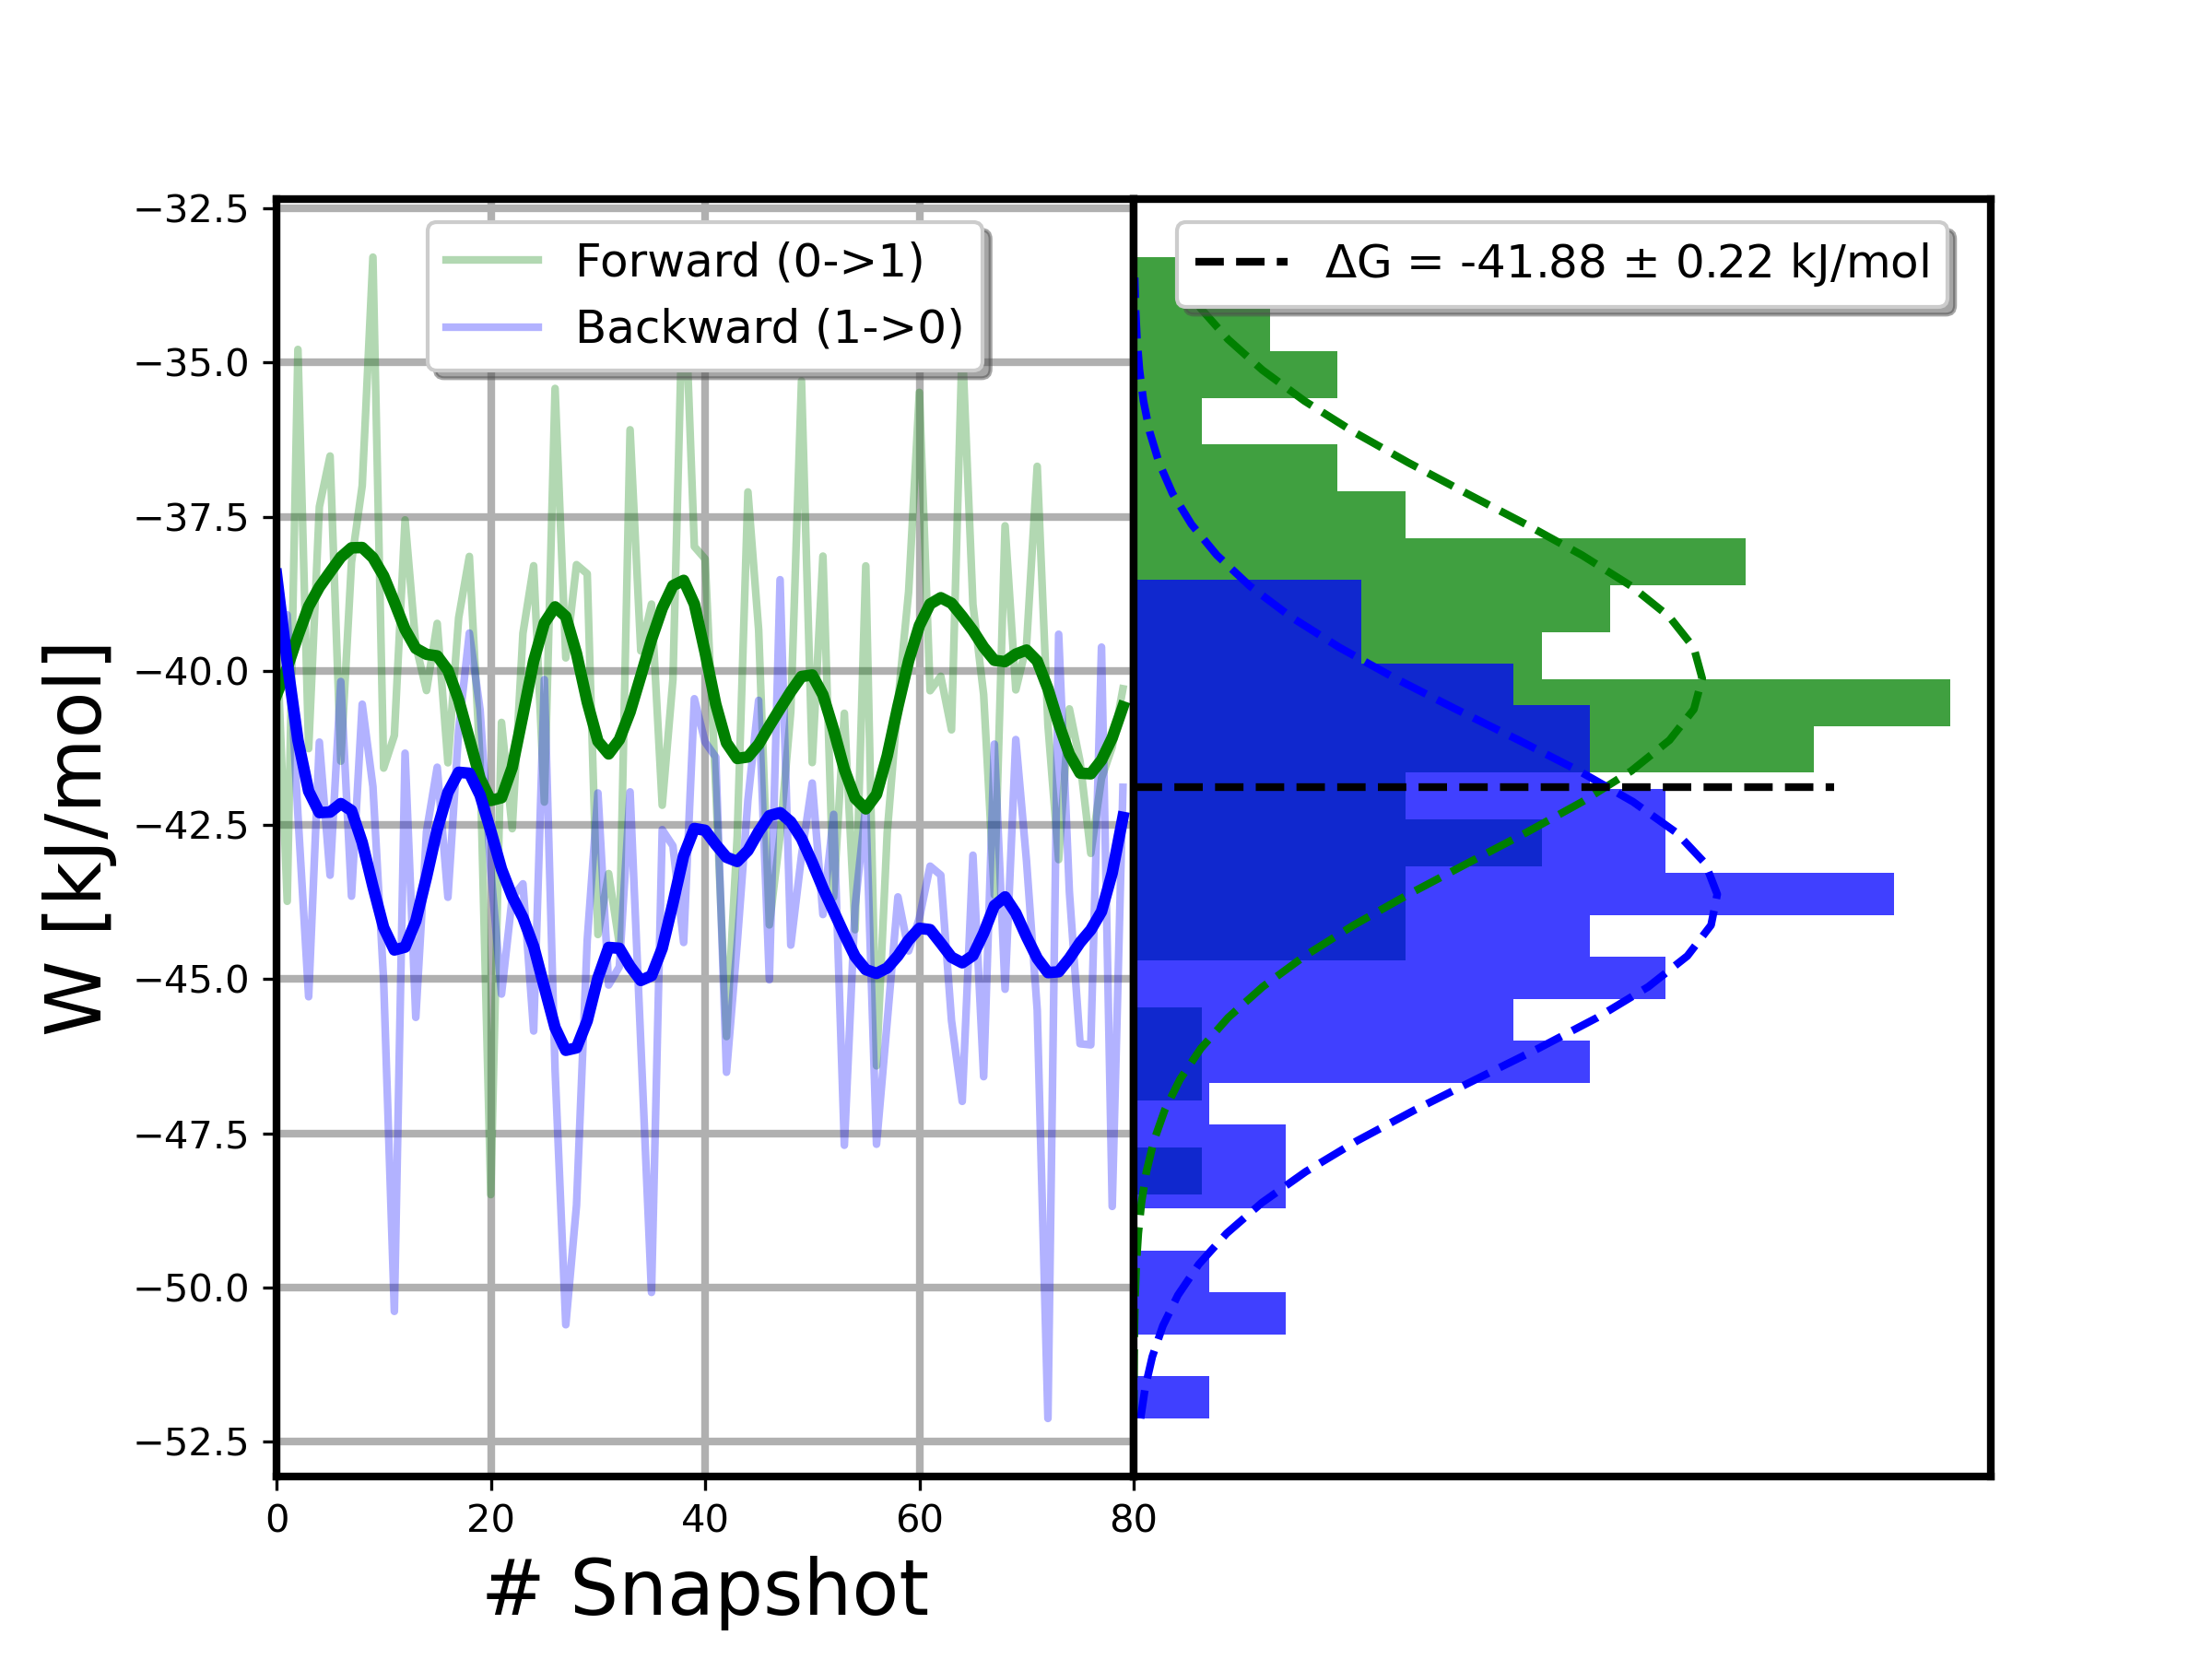 W [kJ/mol]
−32.5
−35.0
−37.5
−40.0
−42.5
−45.0
−47.5
−50.0
−52.5
Forward (0->1)
Backward (1->0)
ΔG = -41.88 ± 0.22 kJ/mol
0 20 40 60 80
# Snapshot